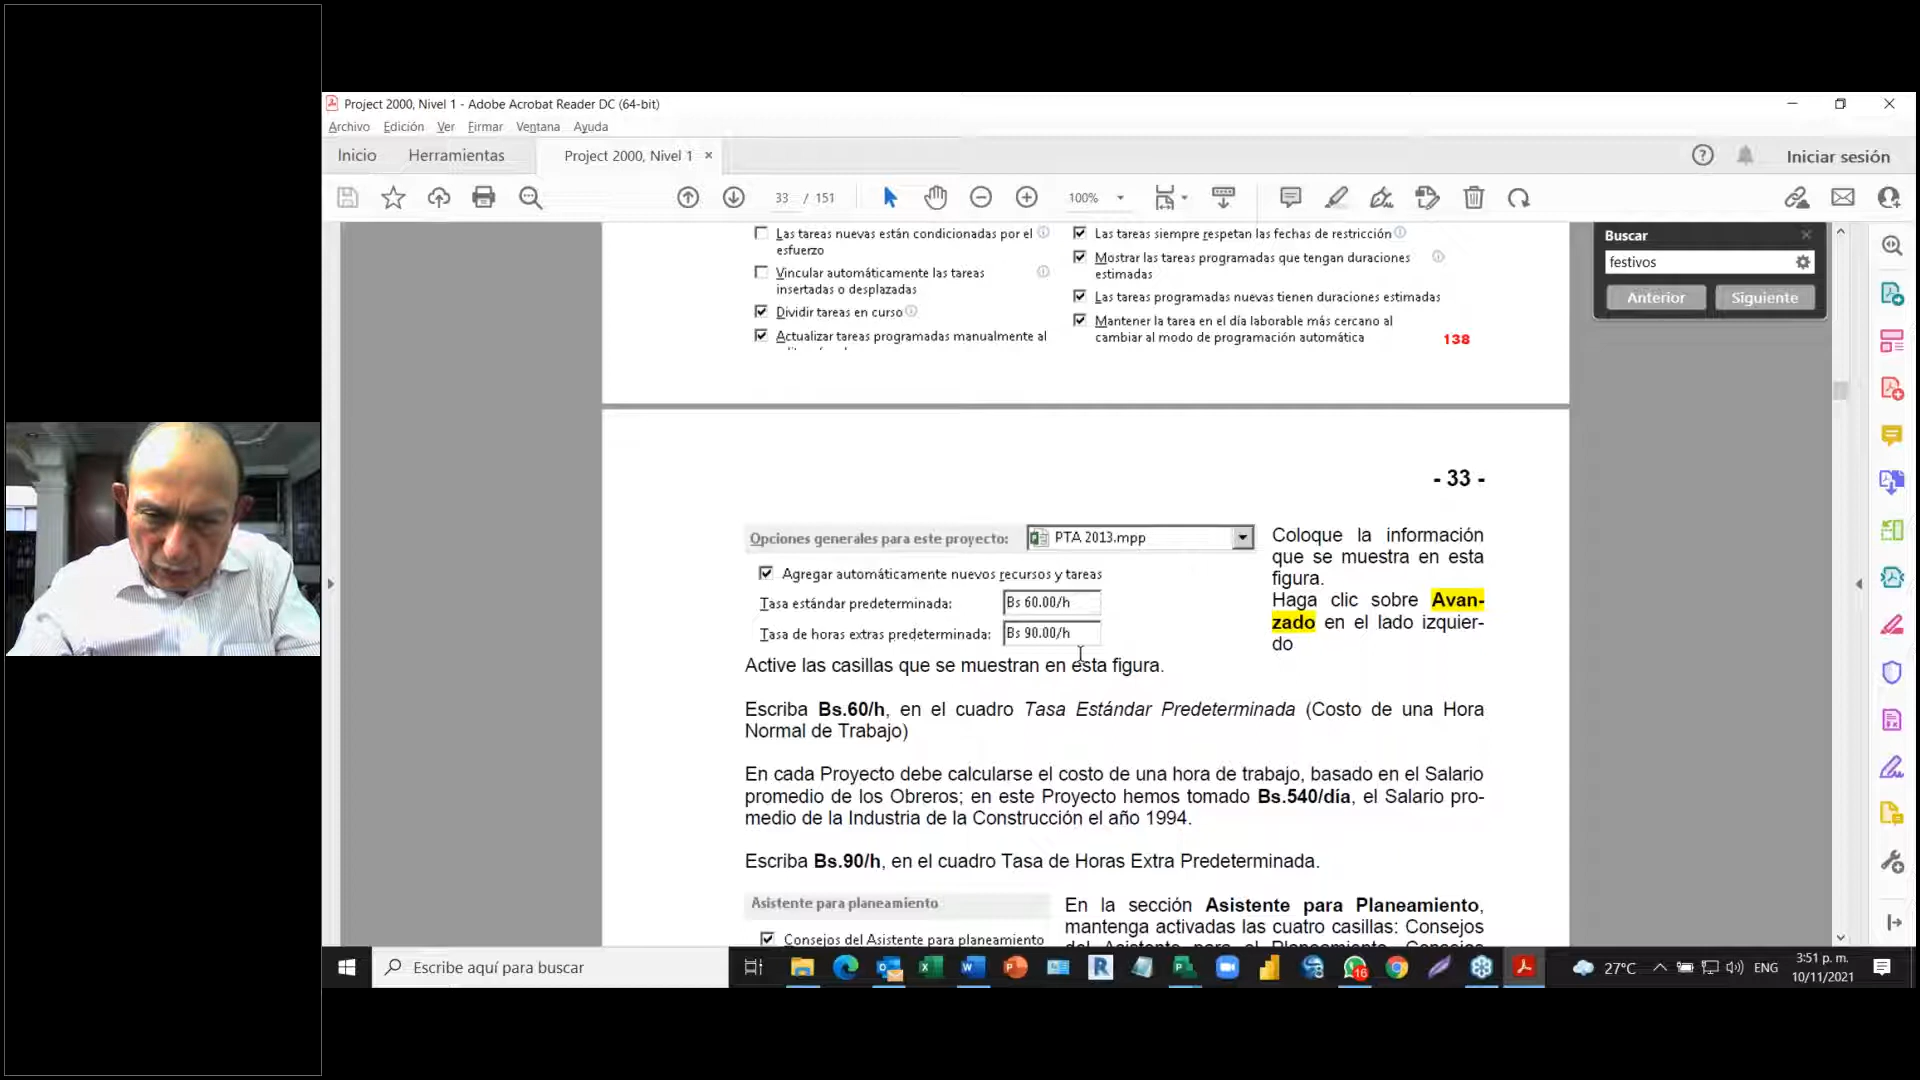 Project 2000, Nivel 1 - Adobe Acrobat Reader DC (64-bit)
Archivo Edición Ver Firmar Ventana Ayuda
Inicio Herramientas Project 2000, Nivel 1 × Iniciar sesión
33 / 151 100%
Buscar
festivos
Anterior Siguiente
Las tareas nuevas están condicionadas por el
esfuerzo
Vincular automáticamente las tareas
insertadas o desplazadas
Dividir tareas en curso
Actualizar tareas programadas manualmente al
Las tareas siempre respetan las fechas de restricción
Mostrar las tareas programadas que tengan duraciones
estimadas
Las tareas programadas nuevas tienen duraciones estimadas
Mantener la tarea en el día laborable más cercano al
cambiar al modo de programación automática
138
- 33 -
Opciones generales para este proyecto: PTA 2013.mpp
Agregar automáticamente nuevos recursos y tareas
Tasa estándar predeterminada: Bs 60.00/h
Tasa de horas extras predeterminada: Bs 90.00/h
Coloque la información
que se muestra en esta
figura.
Haga clic sobre Avan-
zado en el lado izquier-
do
Active las casillas que se muestran en esta figura.
Escriba Bs.60/h, en el cuadro Tasa Estándar Predeterminada (Costo de una Hora
Normal de Trabajo)
En cada Proyecto debe calcularse el costo de una hora de trabajo, basado en el Salario
promedio de los Obreros; en este Proyecto hemos tomado Bs.540/día, el Salario pro-
medio de la Industria de la Construcción el año 1994.
Escriba Bs.90/h, en el cuadro Tasa de Horas Extra Predeterminada.
Asistente para planeamiento
Consejos del Asistente para planeamiento
En la sección Asistente para Planeamiento,
mantenga activadas las cuatro casillas: Consejos
del Asistente para el Planeamiento, Consejos
Escribe aquí para buscar
16
27°C ENG
3:51 p. m.
10/11/2021